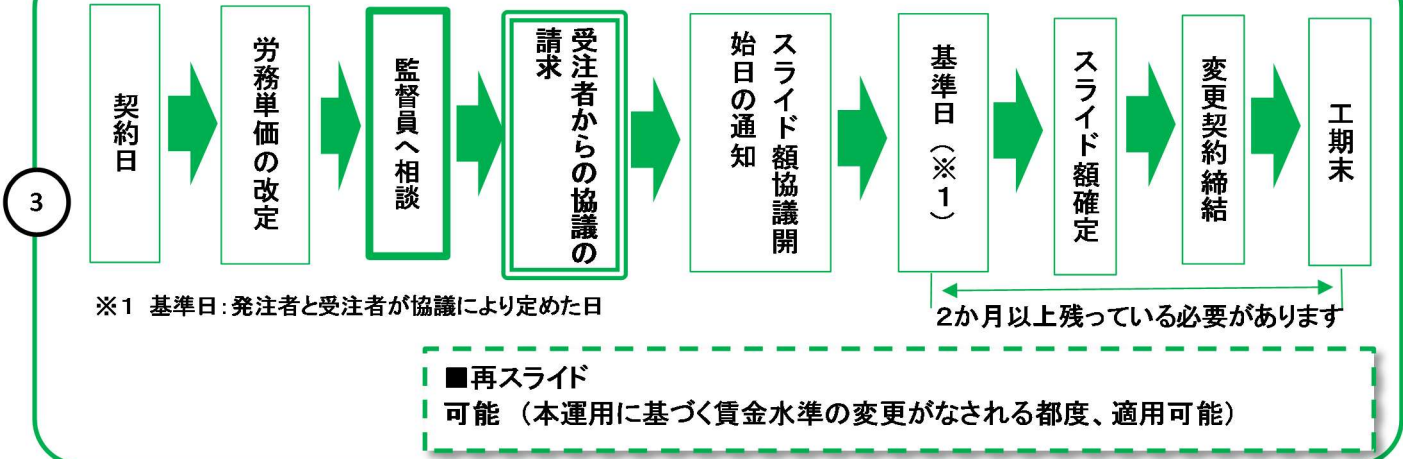 3
契約日
労務単価の改定
監督員へ相談
受注者からの協議の
請求
スライド額協議開
始日の通知
基準日（※１）
スライド額確定
変更契約締結
工期末
※１ 基準日：発注者と受注者が協議により定めた日
２か月以上残っている必要があります
■再スライド
可能 （本運用に基づく賃金水準の変更がなされる都度、適用可能）